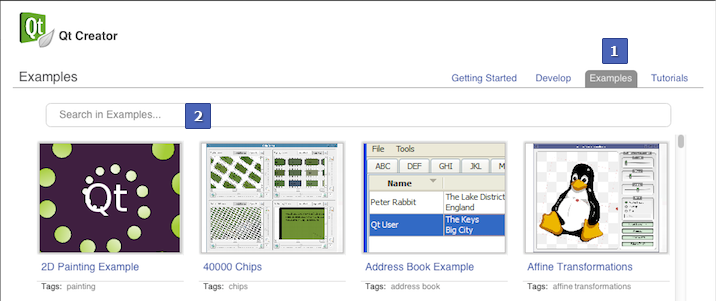 Qt
Qt Creator
1
Examples
Getting Started
Develop
Examples
Tutorials
Search in Examples...
2
Qt
File Tools
ABC DEF GHI JKL M
Name
Peter Rabbit
The Lake District
England
Qt User
The Keys
Big City
2D Painting Example
40000 Chips
Address Book Example
Affine Transformations
Tags: painting
Tags: chips
Tags: address book
Tags: affine transformations